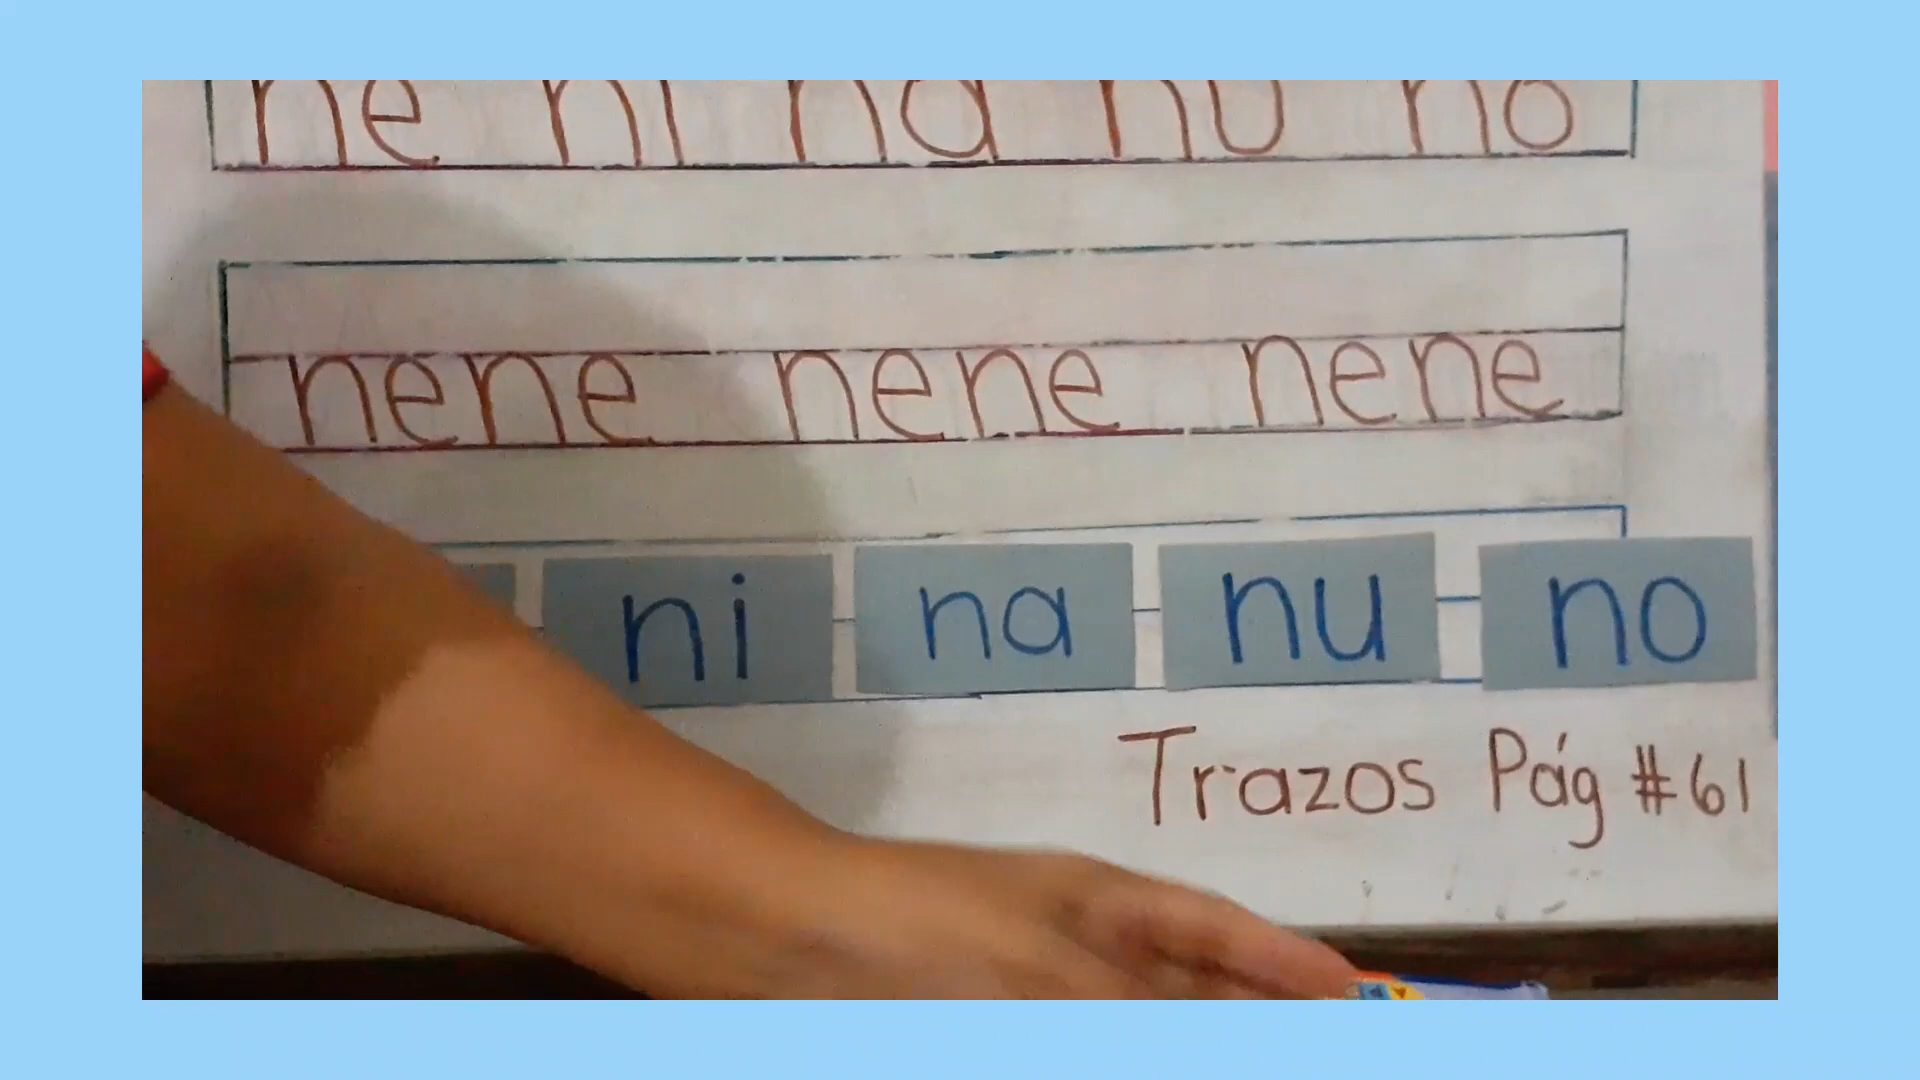 ne ni na nu no
nene nene nene
ni na nu no
Trazos Pág #61